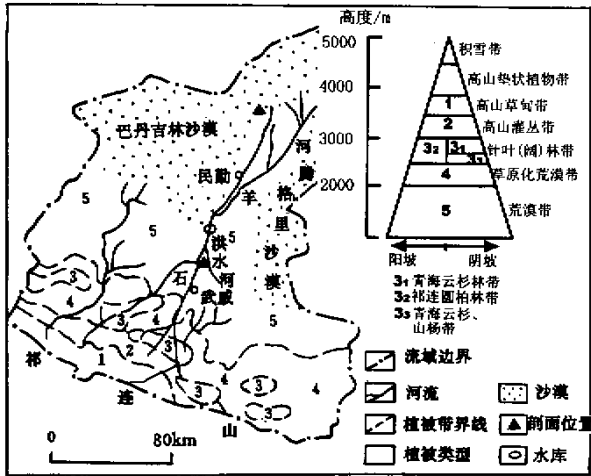 高度/m
5000
4000
3000
2000
积雪带
高山垫状植物带
1
高山草甸带
2
高山灌丛带
3₂
3₁
3₃
针叶(阔)林带
4
草原化荒漠带
5
荒漠带
阳坡
阴坡
3₁青海云杉林带
3₂祁连圆柏林带
3₃青海云杉、
山杨带
巴丹吉林沙漠
民勤
石羊河
洪水河
武威
腾格里沙漠
祁连山
5
5
5
5
3
4
3
4
3
1
2
3
4
3
3
4
0
80km
流域边界
河流
沙漠
植被带界线
剖面位置
植被类型
水库